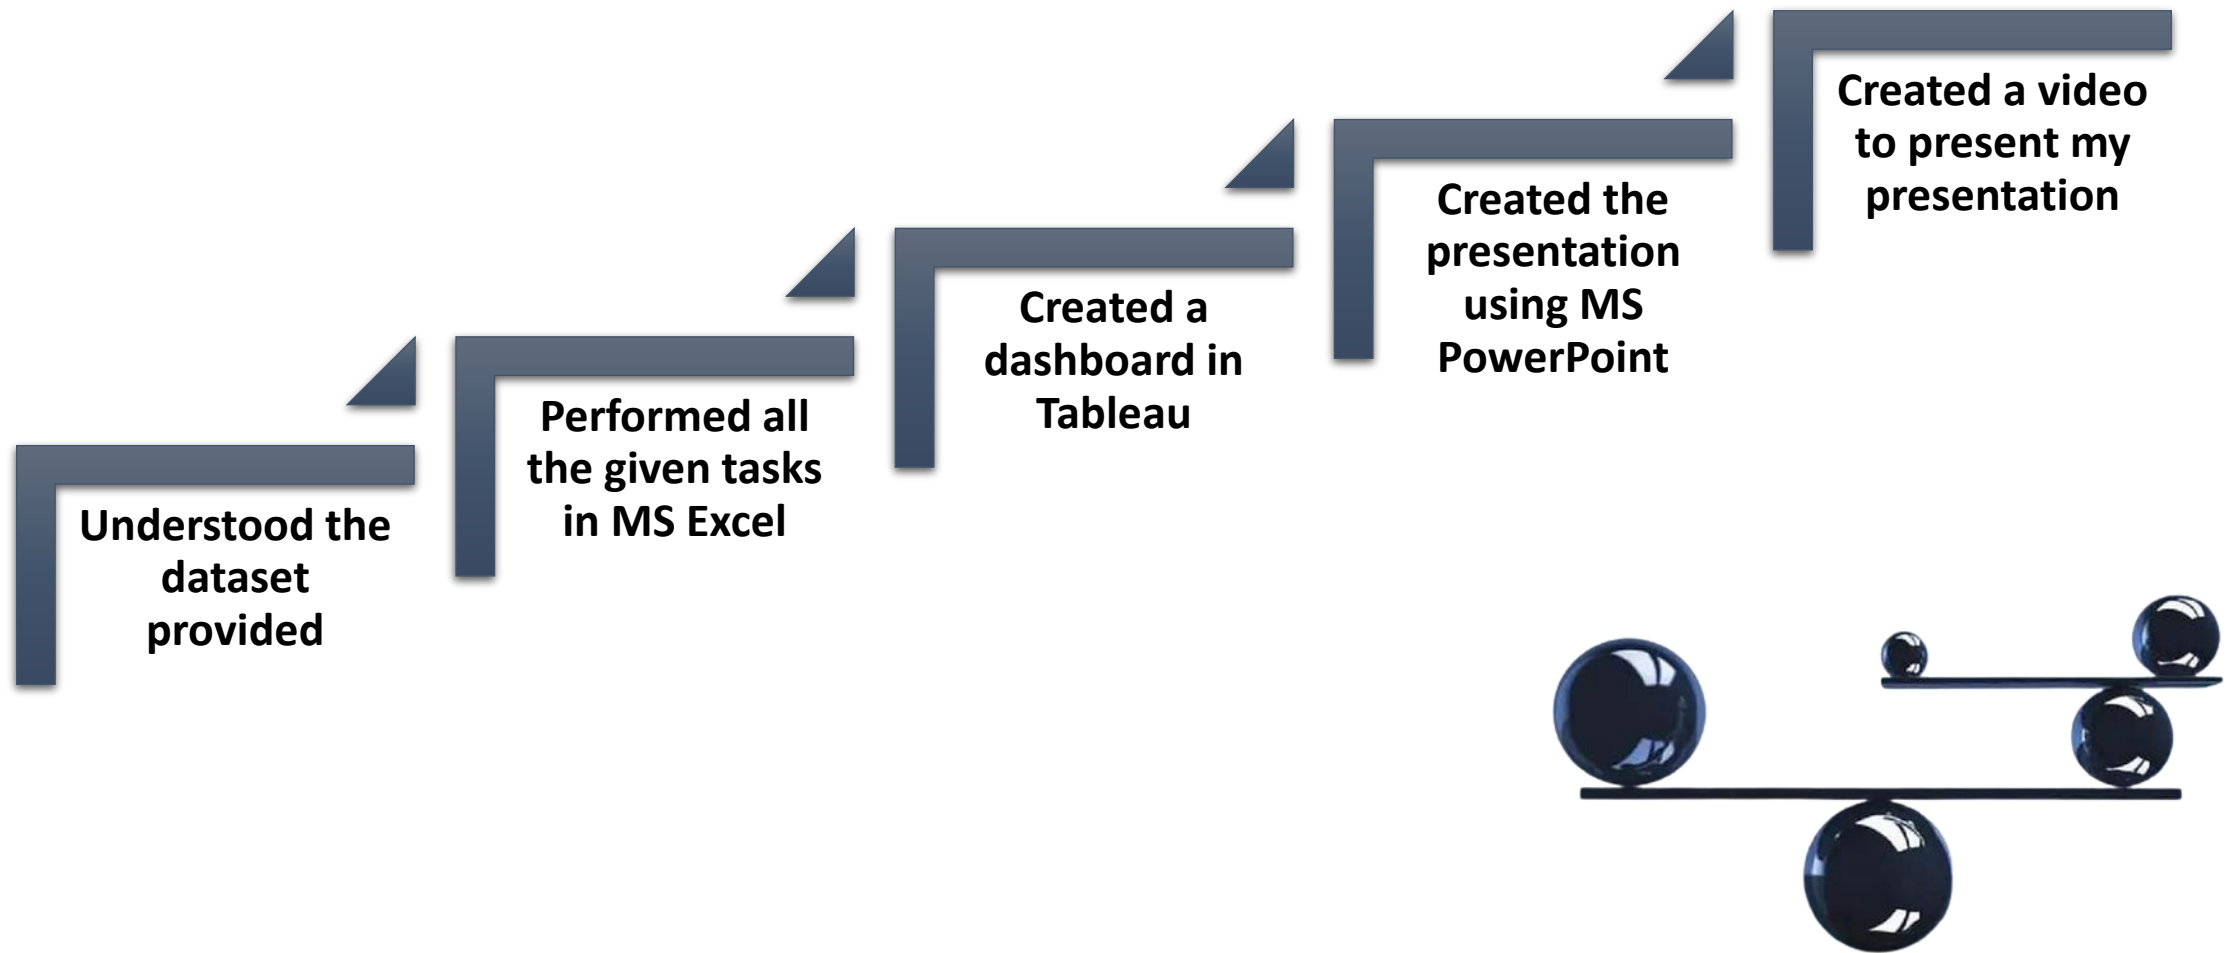 Understood the
dataset
provided
Performed all
the given tasks
in MS Excel
Created a
dashboard in
Tableau
Created the
presentation
using MS
PowerPoint
Created a video
to present my
presentation